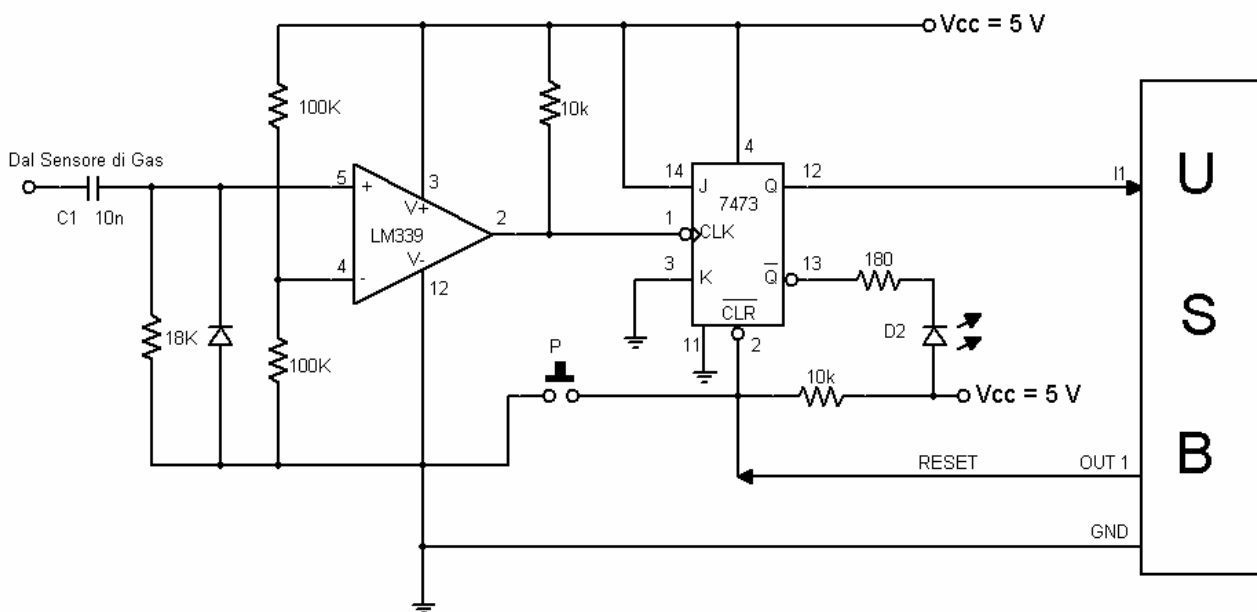 Vcc = 5 V
100K
10k
Dal Sensore di Gas
C1 10n
5 + 3
V+
LM339
V-
4 -
12
2
18K
100K
4
14 J Q 12
7473
1 CLK
3 K Q 13
CLR
11 2
180
D2
P
10k
Vcc = 5 V
I1
U
S
B
RESET OUT 1
GND